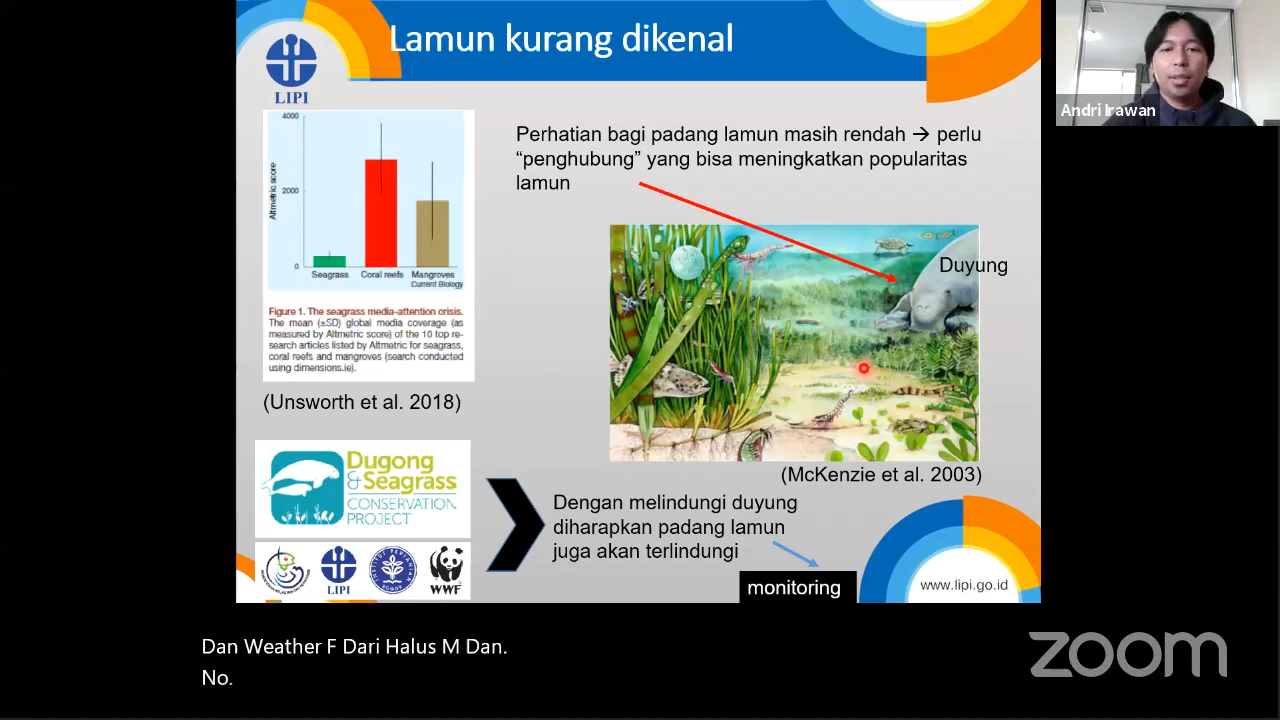 Lamun kurang dikenal
LIPI
4000
2000
0
Altmetric score
Seagrass
Coral reefs
Mangroves
Current Biology
Figure 1. The seagrass media-attention crisis.
The mean (±SD) global media coverage (as
measured by Altmetric score) of the 10 top re-
search articles listed by Altmetric for seagrass,
coral reefs and mangroves (search conducted
using dimensions.ie).
(Unsworth et al. 2018)
Perhatian bagi padang lamun masih rendah → perlu
“penghubung” yang bisa meningkatkan popularitas
lamun
Duyung
(McKenzie et al. 2003)
Dugong
& Seagrass
CONSERVATION
PROJECT
LIPI
WWF
Dengan melindungi duyung
diharapkan padang lamun
juga akan terlindungi
monitoring
www.lipi.go.id
Andri Irawan
Dan Weather F Dari Halus M Dan.
No.
zoom